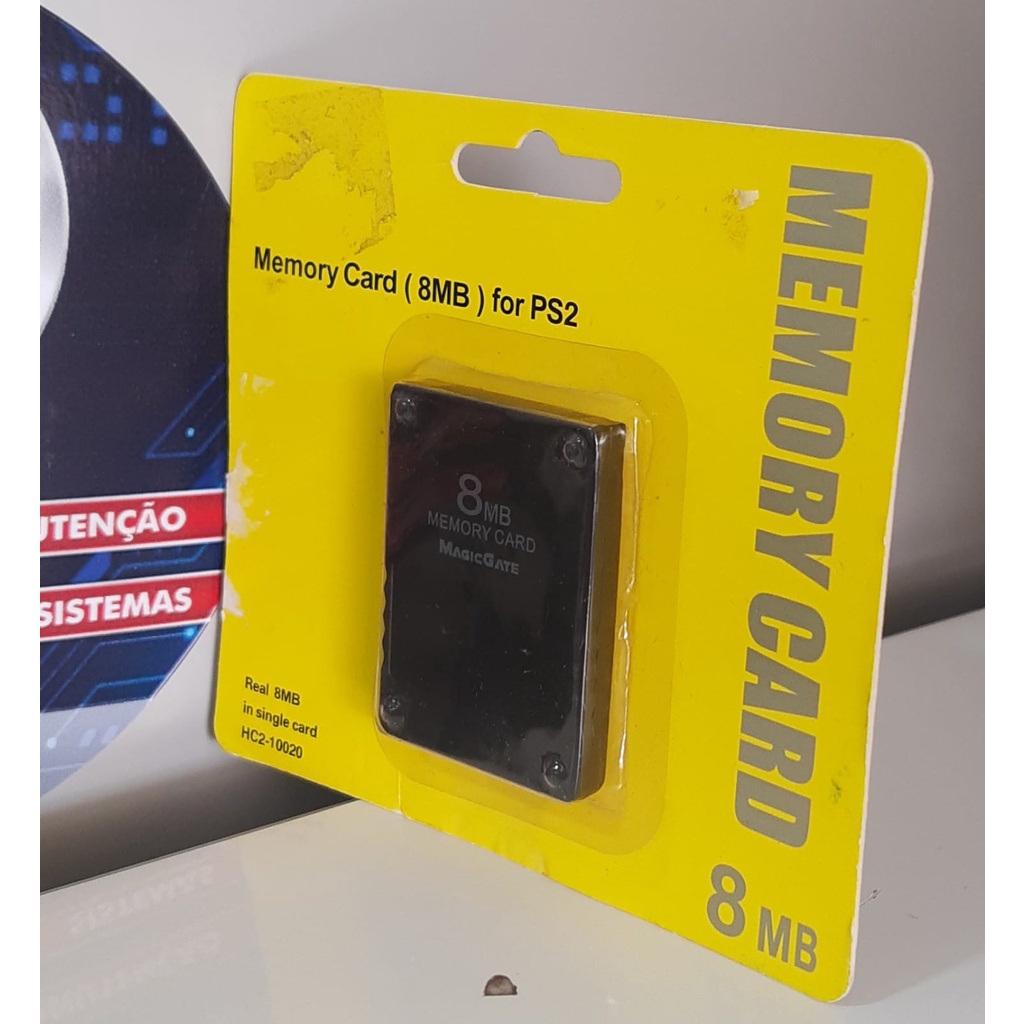 Memory Card ( 8MB ) for PS2
8MB
MEMORY CARD
MAGICGATE
Real 8MB
in single card
HC2-10020
MEMORY CARD
8 MB
UTENÇÃO
SISTEMAS